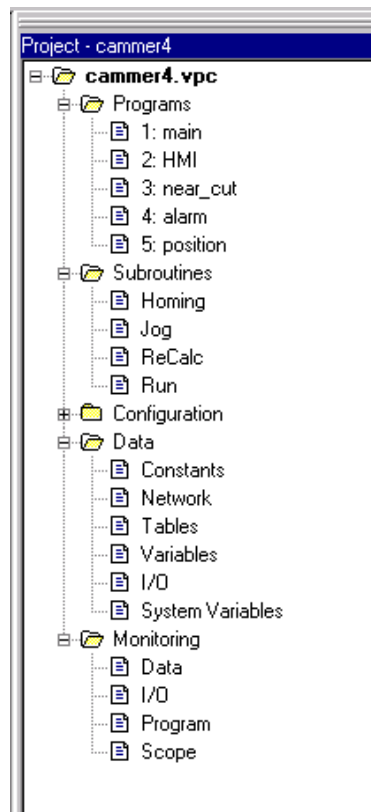 Project - cammer4
cammer4.vpc
Programs
1: main
2: HMI
3: near_cut
4: alarm
5: position
Subroutines
Homing
Jog
ReCalc
Run
Configuration
Data
Constants
Network
Tables
Variables
I/O
System Variables
Monitoring
Data
I/O
Program
Scope